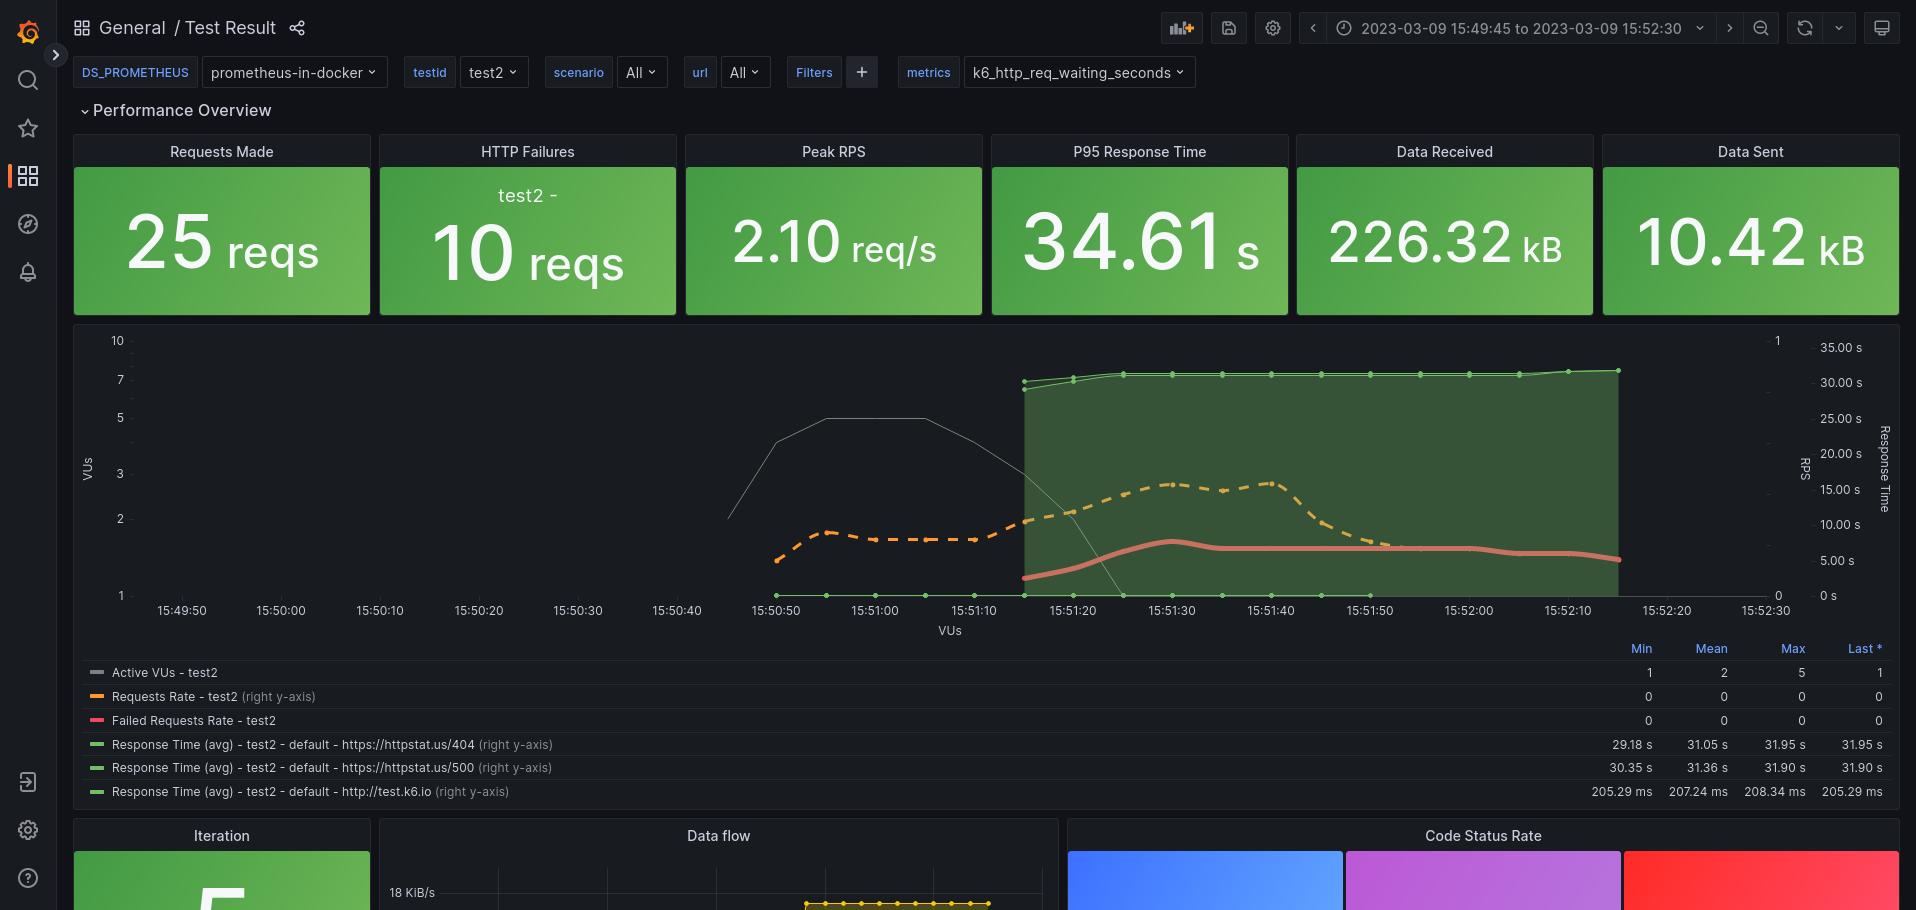 General / Test Result
2023-03-09 15:49:45 to 2023-03-09 15:52:30
DS_PROMETHEUS prometheus-in-docker testid test2 scenario All url All Filters + metrics k6_http_req_waiting_seconds
Performance Overview
Requests Made
25 reqs
HTTP Failures
test2 -
10 reqs
Peak RPS
2.10 req/s
P95 Response Time
34.61 s
Data Received
226.32 kB
Data Sent
10.42 kB
10
7
5
3
2
1
VUs
1
0
RPS
35.00 s
30.00 s
25.00 s
20.00 s
15.00 s
10.00 s
5.00 s
0 s
Response Time
15:49:50 15:50:00 15:50:10 15:50:20 15:50:30 15:50:40 15:50:50 15:51:00 15:51:10 15:51:20 15:51:30 15:51:40 15:51:50 15:52:00 15:52:10 15:52:20 15:52:30
VUs
Min Mean Max Last *
Active VUs - test2 1 2 5 1
Requests Rate - test2 (right y-axis) 0 0 0 0
Failed Requests Rate - test2 0 0 0 0
Response Time (avg) - test2 - default - https://httpstat.us/404 (right y-axis) 29.18 s 31.05 s 31.95 s 31.95 s
Response Time (avg) - test2 - default - https://httpstat.us/500 (right y-axis) 30.35 s 31.36 s 31.90 s 31.90 s
Response Time (avg) - test2 - default - http://test.k6.io (right y-axis) 205.29 ms 207.24 ms 208.34 ms 205.29 ms
Iteration
Data flow
18 KiB/s
Code Status Rate